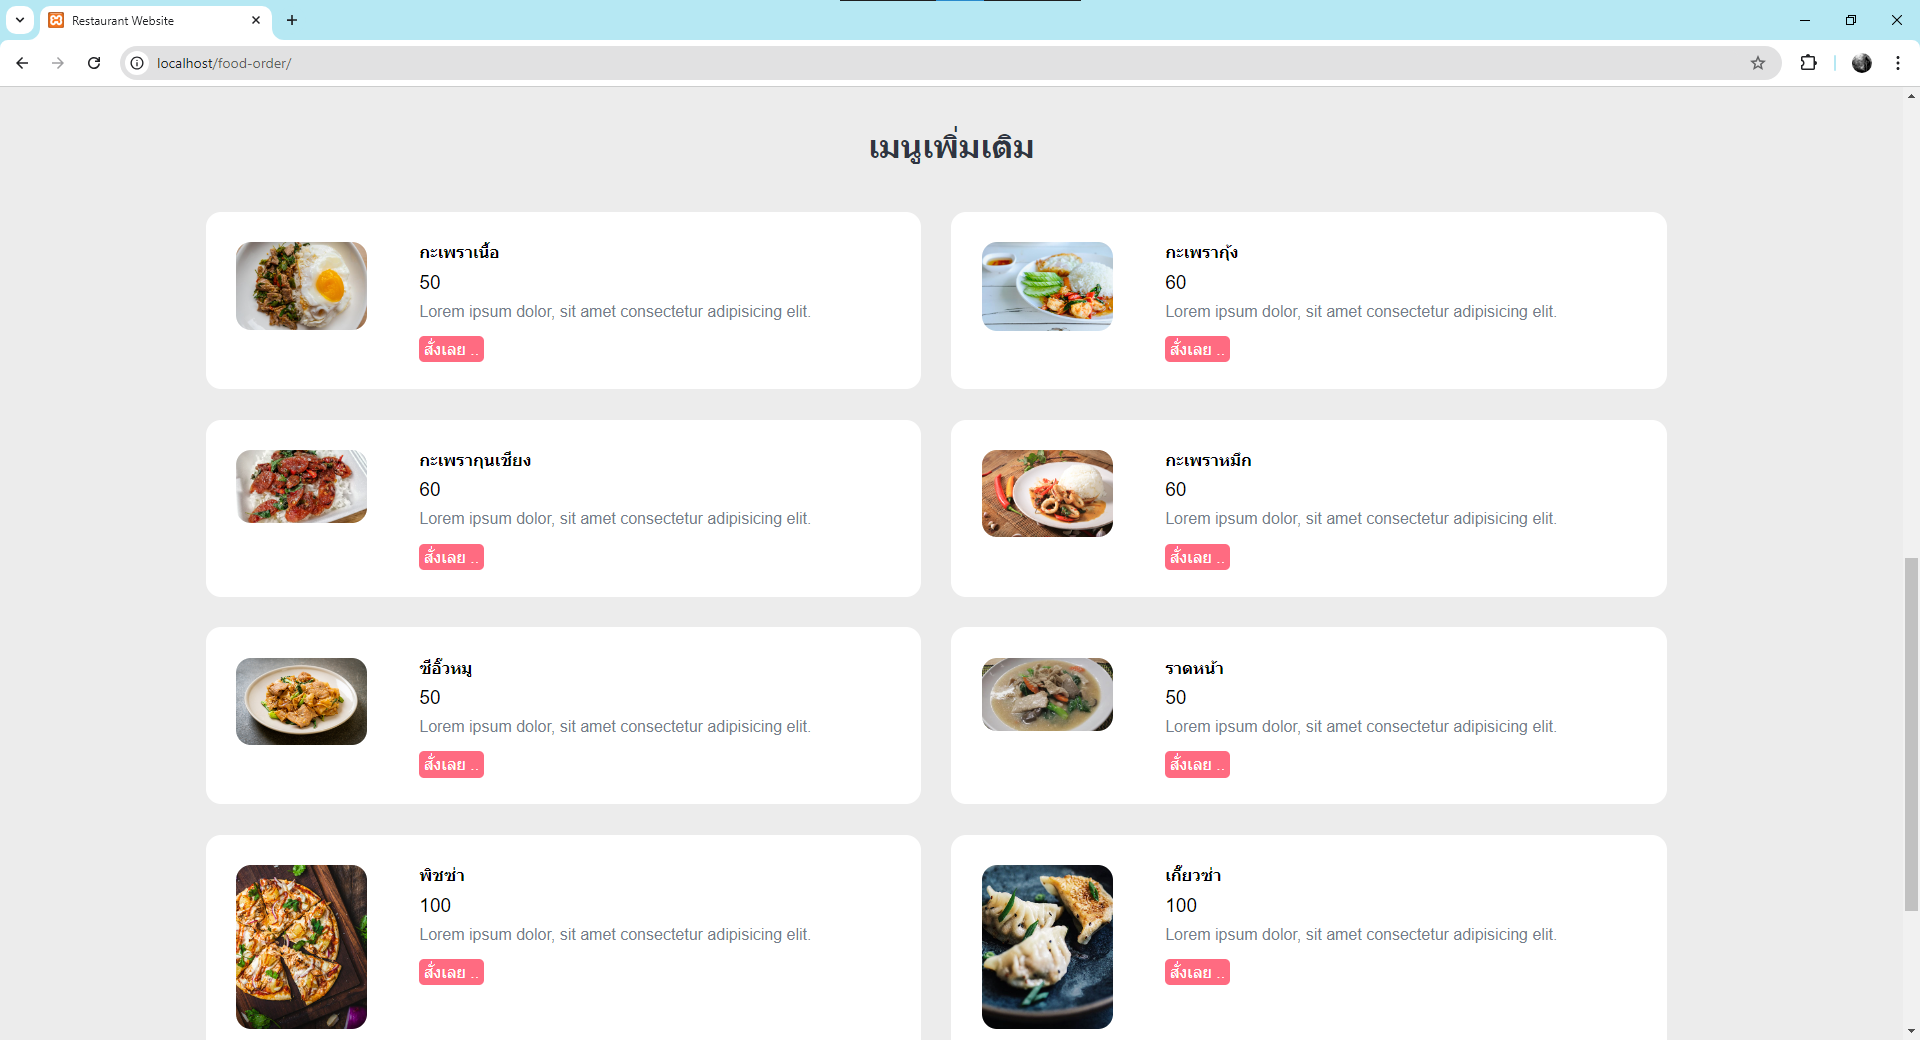 Restaurant Website
localhost/food-order/
เมนูเพิ่มเติม
กะเพราเนื้อ
50
Lorem ipsum dolor, sit amet consectetur adipisicing elit.
สั่งเลย ..
กะเพรากุ้ง
60
Lorem ipsum dolor, sit amet consectetur adipisicing elit.
สั่งเลย ..
กะเพรากุนเชียง
60
Lorem ipsum dolor, sit amet consectetur adipisicing elit.
สั่งเลย ..
กะเพราหมึก
60
Lorem ipsum dolor, sit amet consectetur adipisicing elit.
สั่งเลย ..
ซีอิ๊วหมู
50
Lorem ipsum dolor, sit amet consectetur adipisicing elit.
สั่งเลย ..
ราดหน้า
50
Lorem ipsum dolor, sit amet consectetur adipisicing elit.
สั่งเลย ..
พิซซ่า
100
Lorem ipsum dolor, sit amet consectetur adipisicing elit.
สั่งเลย ..
เกี๊ยวซ่า
100
Lorem ipsum dolor, sit amet consectetur adipisicing elit.
สั่งเลย ..